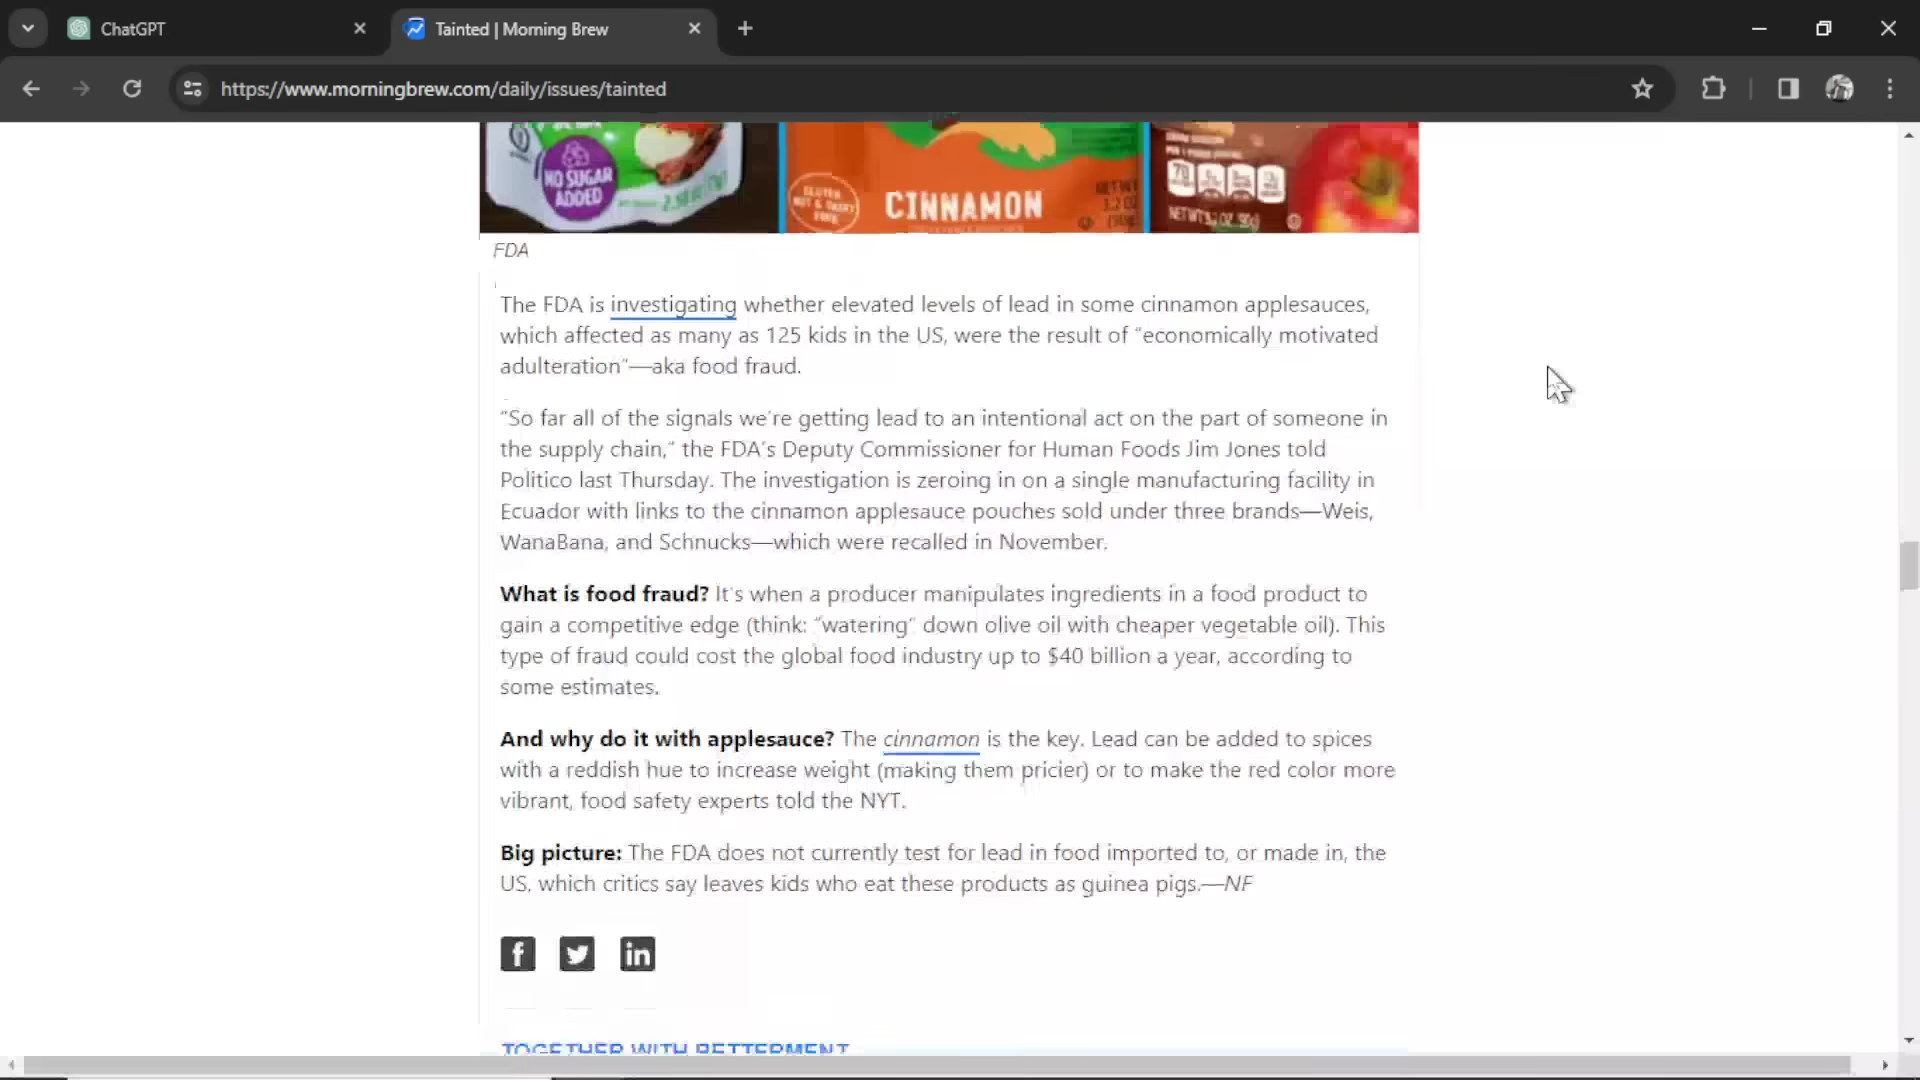 ChatGPT
Tainted | Morning Brew
https://www.morningbrew.com/daily/issues/tainted
NO SUGAR
ADDED
GLUTEN
FREE
CINNAMON
NET WT
3.2 OZ
70
FDA
The FDA is investigating whether elevated levels of lead in some cinnamon applesauces,
which affected as many as 125 kids in the US, were the result of “economically motivated
adulteration”—aka food fraud.
“So far all of the signals we’re getting lead to an intentional act on the part of someone in
the supply chain,” the FDA’s Deputy Commissioner for Human Foods Jim Jones told
Politico last Thursday. The investigation is zeroing in on a single manufacturing facility in
Ecuador with links to the cinnamon applesauce pouches sold under three brands—Weis,
WanaBana, and Schnucks—which were recalled in November.
What is food fraud? It’s when a producer manipulates ingredients in a food product to
gain a competitive edge (think: “watering” down olive oil with cheaper vegetable oil). This
type of fraud could cost the global food industry up to $40 billion a year, according to
some estimates.
And why do it with applesauce? The cinnamon is the key. Lead can be added to spices
with a reddish hue to increase weight (making them pricier) or to make the red color more
vibrant, food safety experts told the NYT.
Big picture: The FDA does not currently test for lead in food imported to, or made in, the
US, which critics say leaves kids who eat these products as guinea pigs.—NF
TOGETHER WITH BETTERMENT